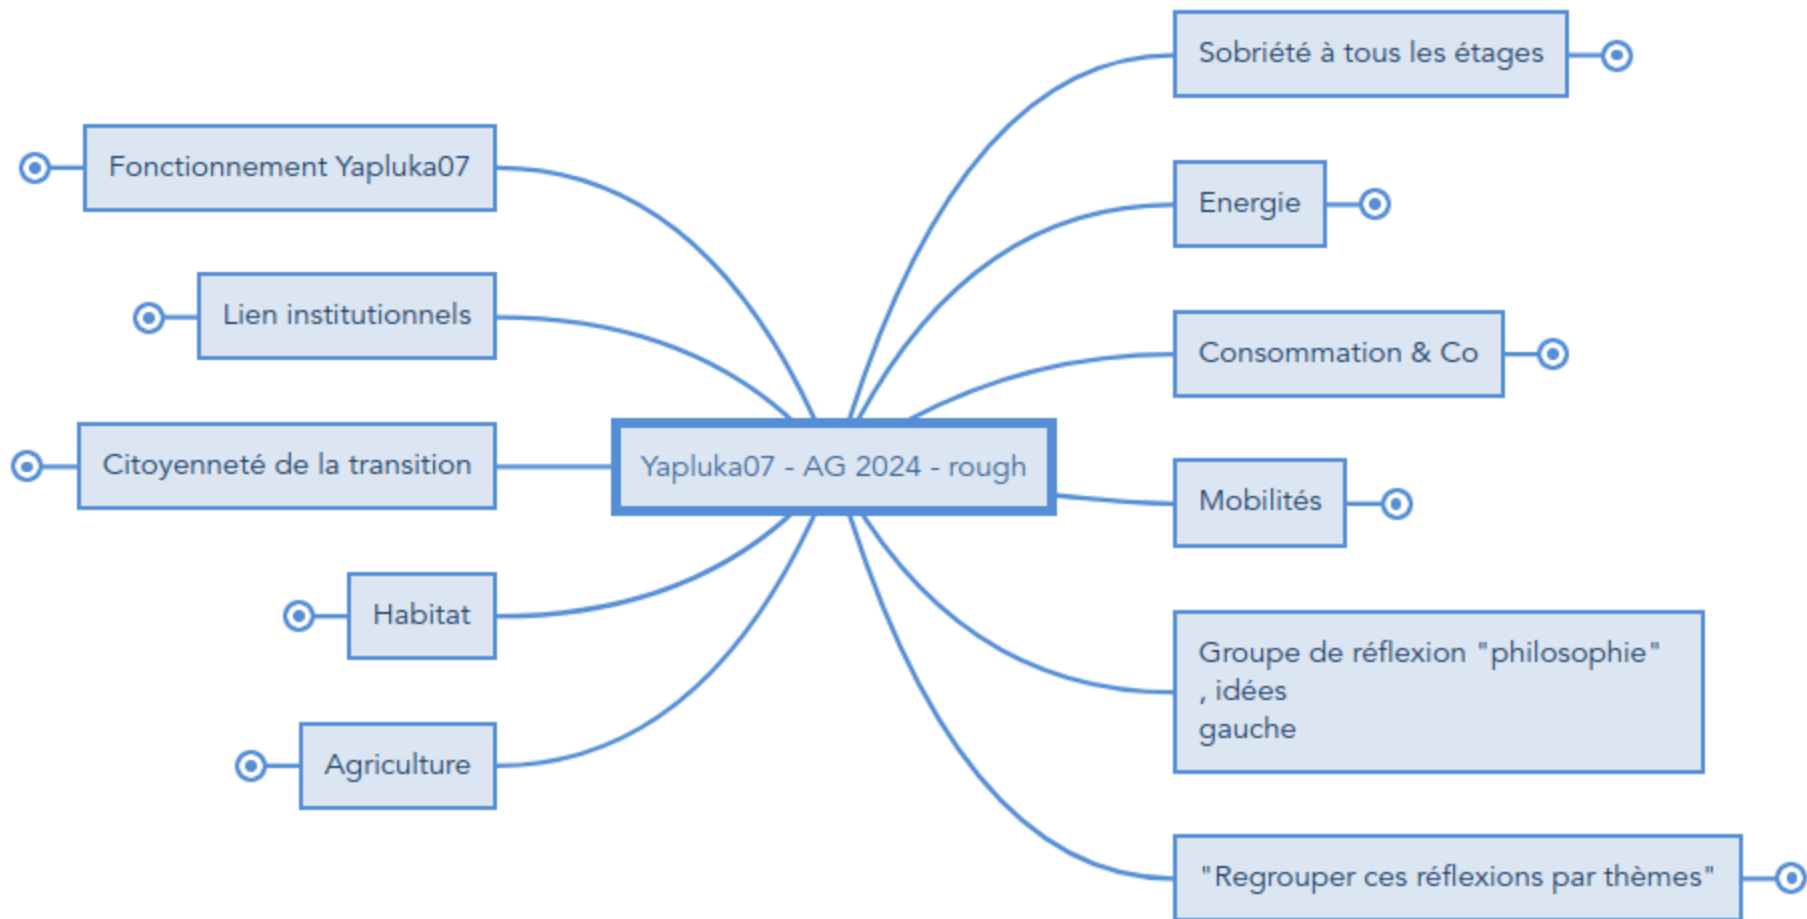 Yapluka07 - AG 2024 - rough
Sobriété à tous les étages
Energie
Consommation & Co
Mobilités
Groupe de réflexion "philosophie"
, idées
gauche
"Regrouper ces réflexions par thèmes"
Fonctionnement Yapluka07
Lien institutionnels
Citoyenneté de la transition
Habitat
Agriculture